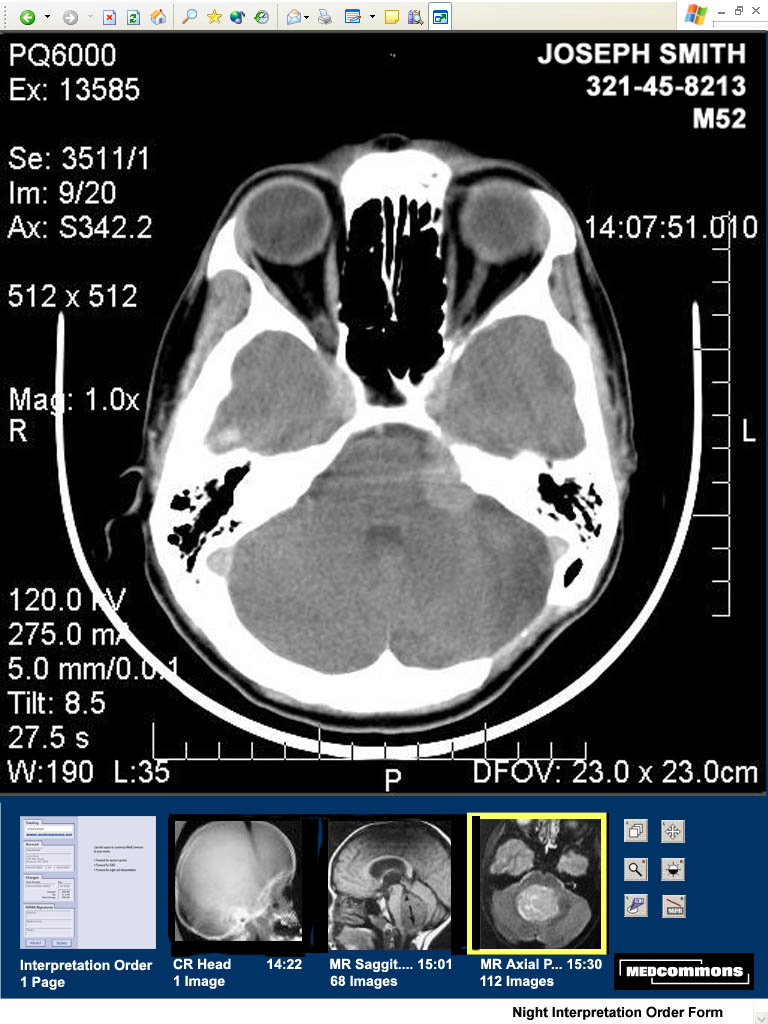 PQ6000
Ex: 13585
JOSEPH SMITH
321-45-8213
M52
Se: 3511/1
Im: 9/20
Ax: S342.2
14:07:51.010
512 x 512
Mag: 1.0x
R
L
120.0 kV
275.0 mA
5.0 mm/0.0:1
Tilt: 8.5
27.5 s
W:190 L:35
P
DFOV: 23.0 x 23.0cm
www.medcommons.net
Interpretation Order
1 Page
CR Head 14:22
1 Image
MR Saggit.... 15:01
68 Images
MR Axial P... 15:30
112 Images
MPR
MEDCOMMONS
Night Interpretation Order Form